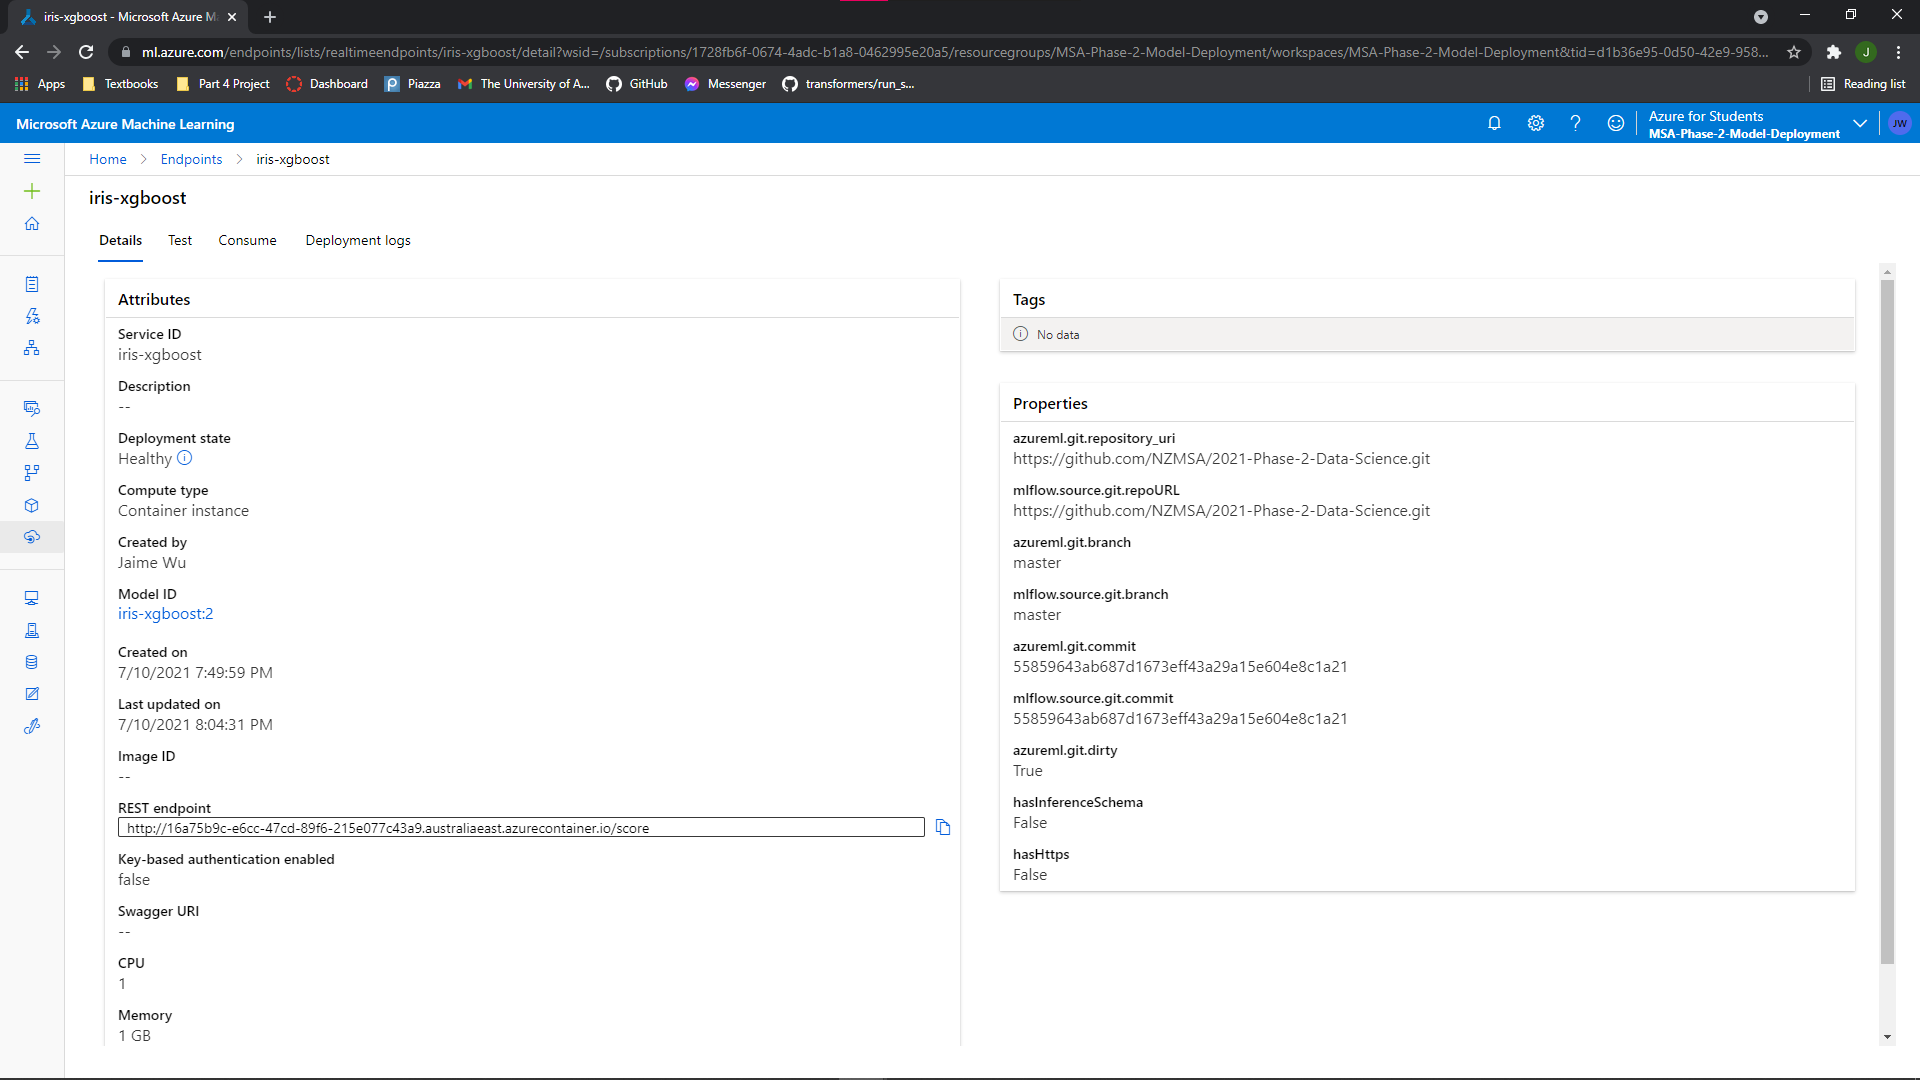 iris-xgboost - Microsoft Azure Ma
ml.azure.com/endpoints/lists/realtimeendpoints/iris-xgboost/detail?wsid=/subscriptions/1728fb6f-0674-4adc-b1a8-0462995e20a5/resourcegroups/MSA-Phase-2-Model-Deployment/workspaces/MSA-Phase-2-Model-Deployment&tid=d1b36e95-0d50-42e9-958...
J
Apps Textbooks Part 4 Project Dashboard Piazza The University of A... GitHub Messenger transformers/run_s... Reading list
Microsoft Azure Machine Learning
Azure for Students
MSA-Phase-2-Model-Deployment
JW
Home > Endpoints > iris-xgboost
iris-xgboost
Details Test Consume Deployment logs
Attributes
Service ID
iris-xgboost
Description
--
Deployment state
Healthy
Compute type
Container instance
Created by
Jaime Wu
Model ID
iris-xgboost:2
Created on
7/10/2021 7:49:59 PM
Last updated on
7/10/2021 8:04:31 PM
Image ID
--
REST endpoint
http://16a75b9c-e6cc-47cd-89f6-215e077c43a9.australiaeast.azurecontainer.io/score
Key-based authentication enabled
false
Swagger URI
--
CPU
1
Memory
1 GB
Tags
No data
Properties
azureml.git.repository_uri
https://github.com/NZMSA/2021-Phase-2-Data-Science.git
mlflow.source.git.repoURL
https://github.com/NZMSA/2021-Phase-2-Data-Science.git
azureml.git.branch
master
mlflow.source.git.branch
master
azureml.git.commit
55859643ab687d1673eff43a29a15e604e8c1a21
mlflow.source.git.commit
55859643ab687d1673eff43a29a15e604e8c1a21
azureml.git.dirty
True
hasInferenceSchema
False
hasHttps
False